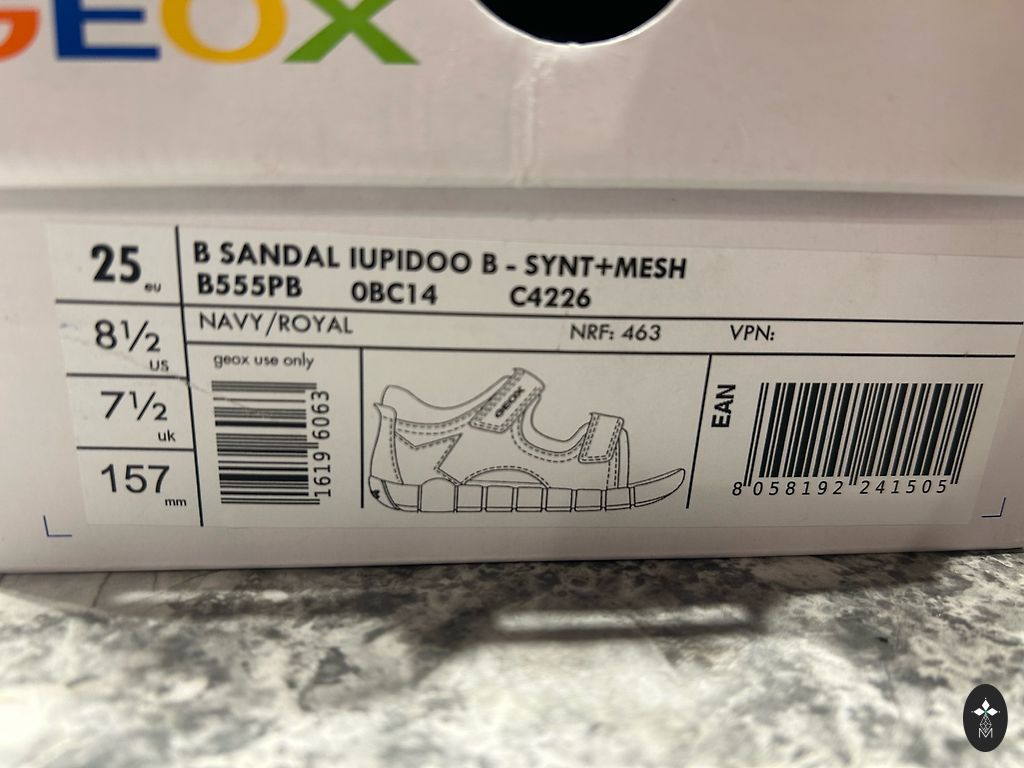 GEOX
25 eu
B SANDAL IUPIDOO B - SYNT+MESH
B555PB 0BC14 C4226
8½ US
NAVY/ROYAL NRF: 463 VPN:
7½ uk
157 mm
geox use only
1619 6063
GEOX
EAN
8 058192 241505
M